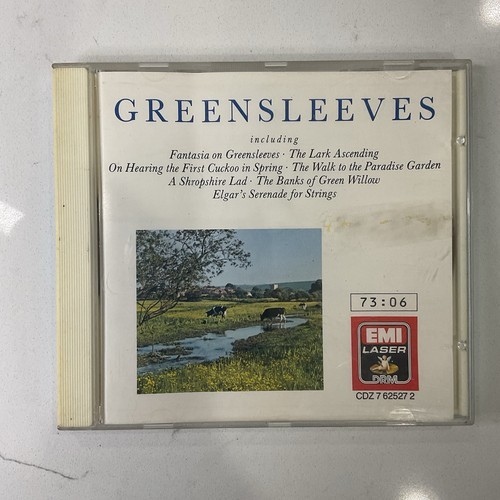 GREENSLEEVES
including
Fantasia on Greensleeves · The Lark Ascending
On Hearing the First Cuckoo in Spring · The Walk to the Paradise Garden
A Shropshire Lad · The Banks of Green Willow
Elgar's Serenade for Strings
73:06
EMI
LASER
DRM
CDZ 7 62527 2